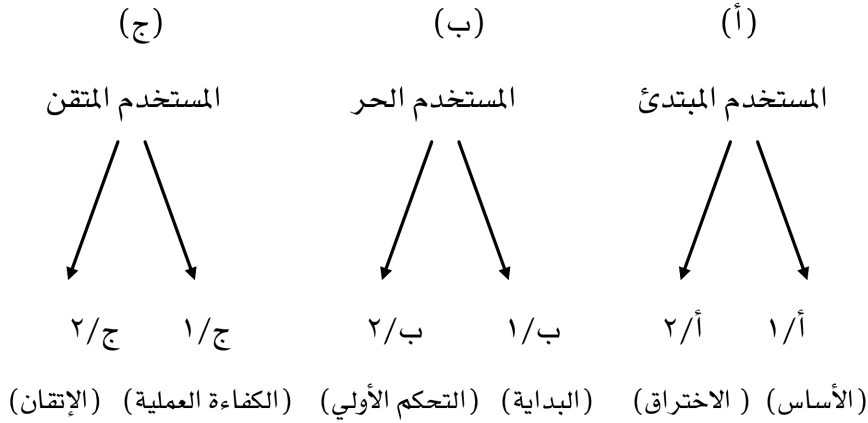 (أ) (ب) (ج)
المستخدم المبتدئ المستخدم الحر المستخدم المتقن
أ/١ أ/٢ ب/١ ب/٢ ج/١ ج/٢
(الأساس) ( الاختراق) (البداية) (التحكم الأولي) (الكفاءة العملية) (الإتقان)